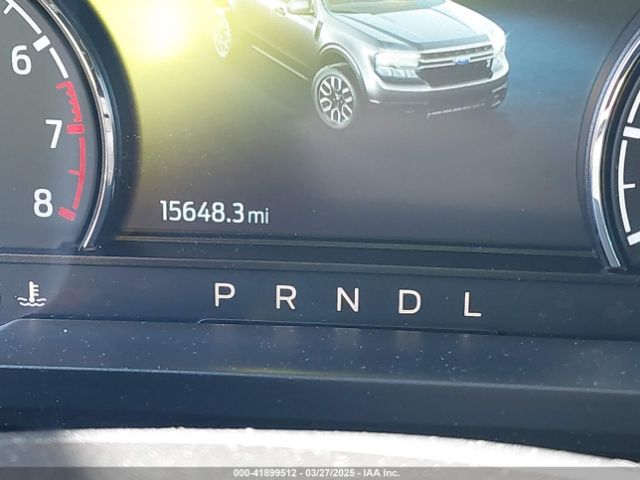 6
7
8
15648.3 mi
P R N D L
000-41899512 - 03/27/2025 - IAA Inc.